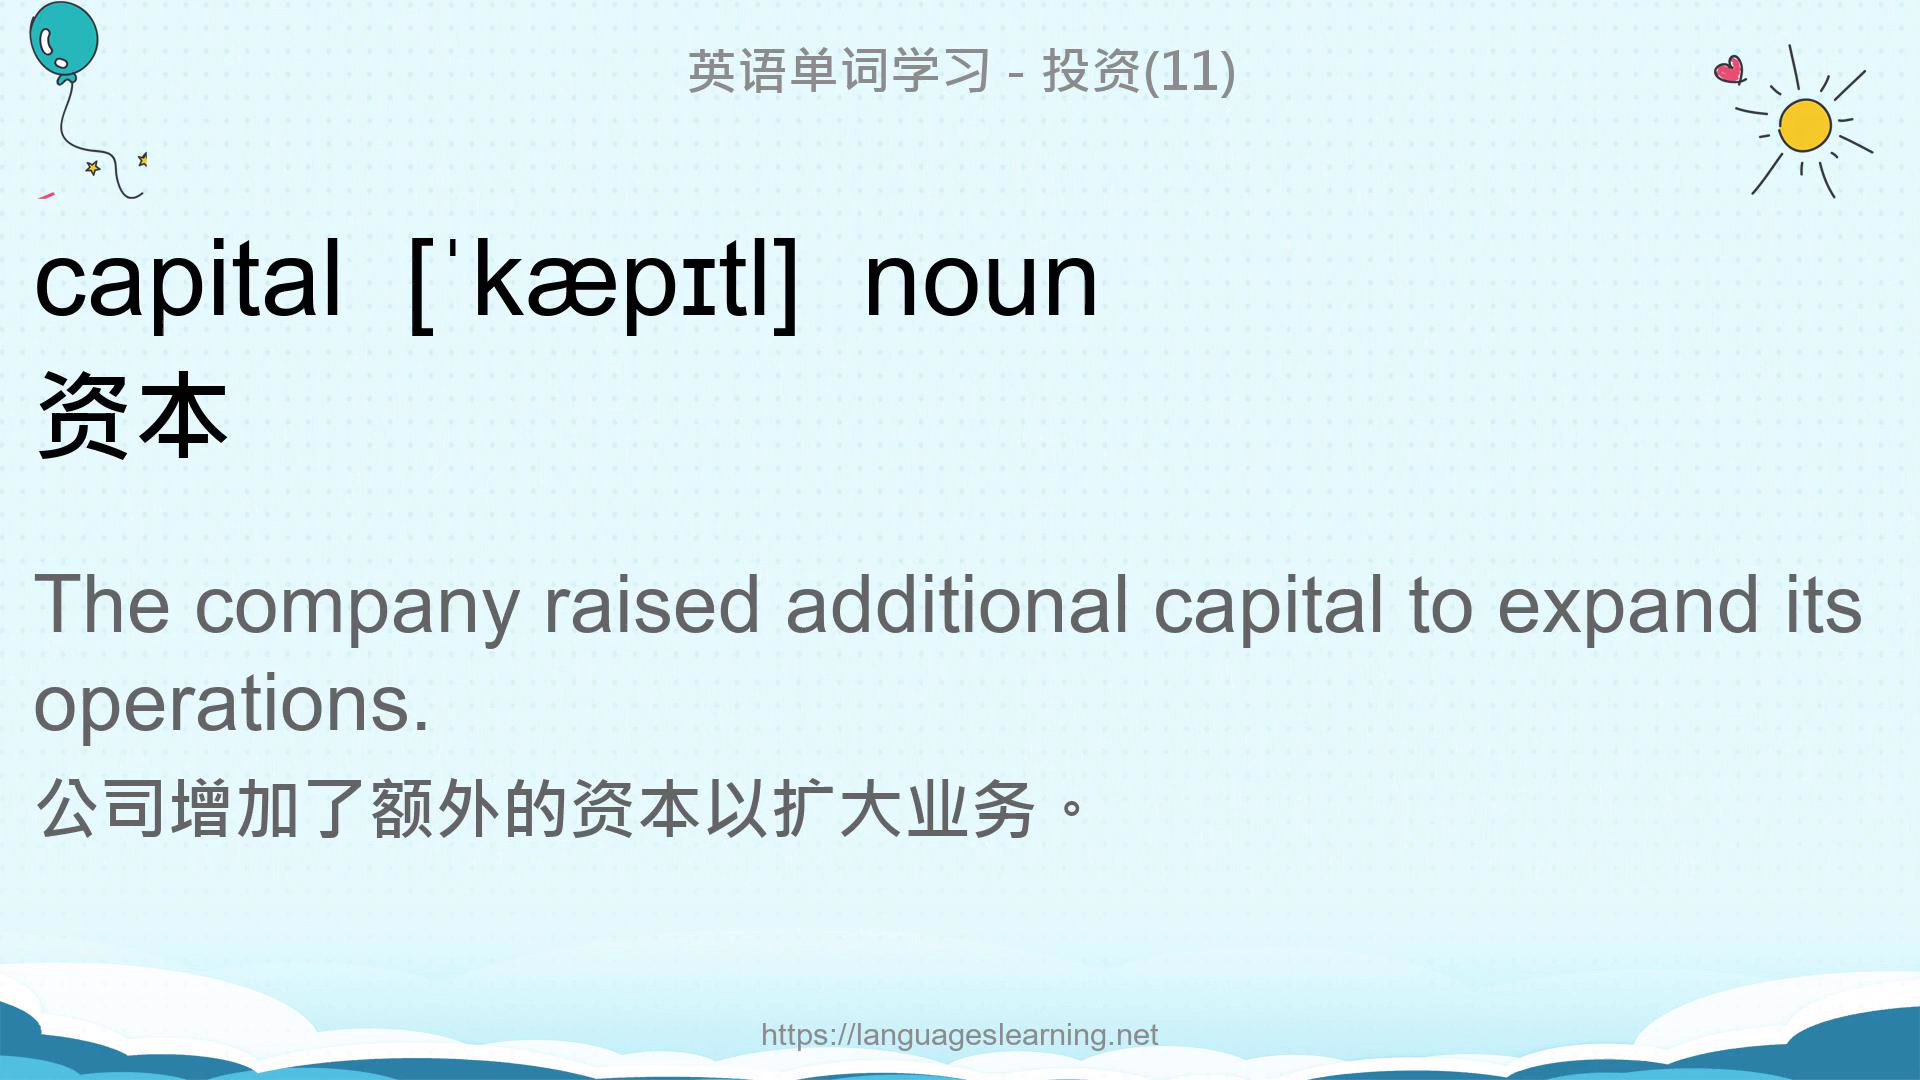 英语单词学习 - 投资(11)
capital [ˈkæpɪtl] noun
资本
The company raised additional capital to expand its
operations.
公司增加了额外的资本以扩大业务。
https://languageslearning.net